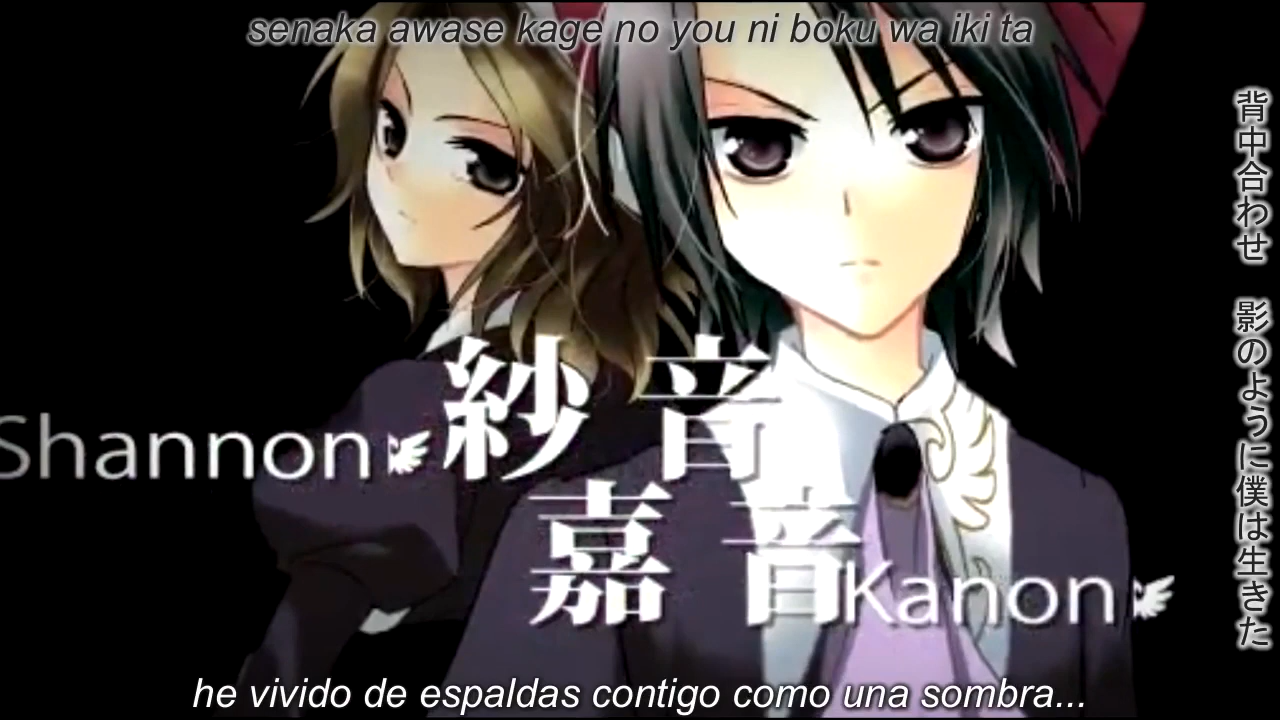 senaka awase kage no you ni boku wa iki ta
背中合わせ 影のように僕は生きた
Shannon 紗音
嘉音 Kanon
he vivido de espaldas contigo como una sombra...